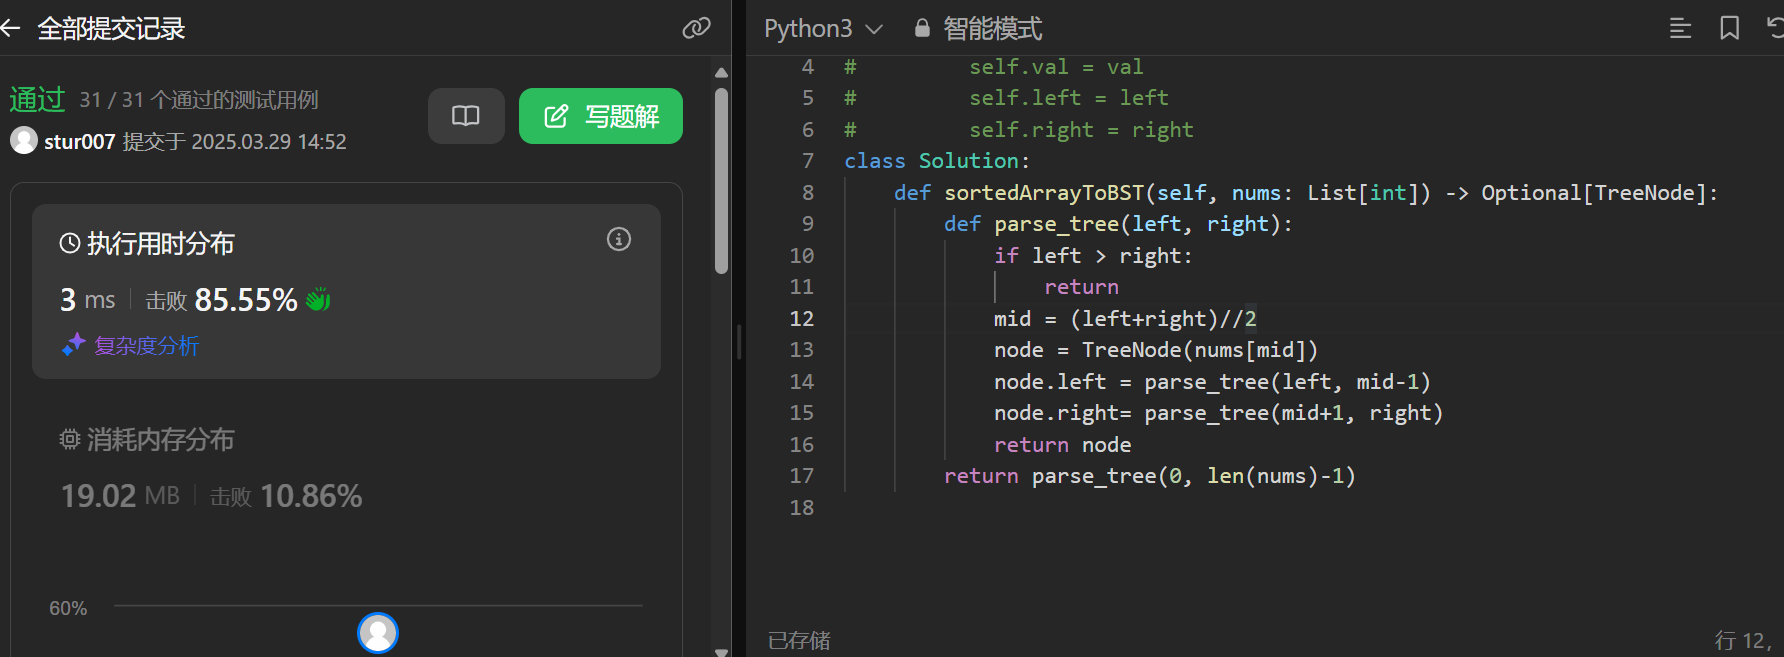 全部提交记录
通过 31 / 31 个通过的测试用例
stur007 提交于 2025.03.29 14:52
写题解
执行用时分布
3 ms 击败 85.55%
复杂度分析
消耗内存分布
19.02 MB 击败 10.86%
60%
Python3 智能模式
4 # self.val = val
5 # self.left = left
6 # self.right = right
7 class Solution:
8 def sortedArrayToBST(self, nums: List[int]) -> Optional[TreeNode]:
9 def parse_tree(left, right):
10 if left > right:
11 return
12 mid = (left+right)//2
13 node = TreeNode(nums[mid])
14 node.left = parse_tree(left, mid-1)
15 node.right= parse_tree(mid+1, right)
16 return node
17 return parse_tree(0, len(nums)-1)
18
已存储
行 12,